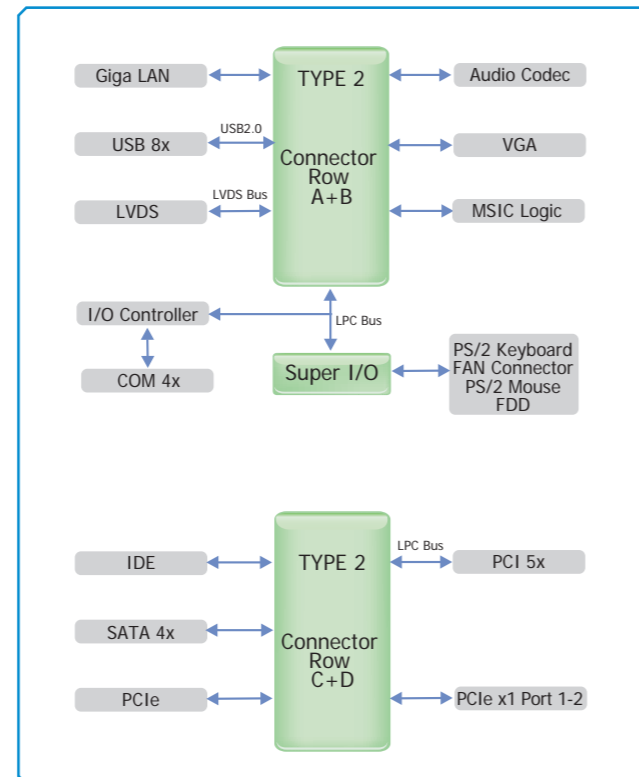 Giga LAN
TYPE 2
Audio Codec
USB 8x
USB2.0
Connector
Row
A+B
VGA
LVDS
LVDS Bus
MSIC Logic
I/O Controller
LPC Bus
COM 4x
Super I/O
PS/2 Keyboard
FAN Connector
PS/2 Mouse
FDD
IDE
TYPE 2
LPC Bus
PCI 5x
SATA 4x
Connector
Row
C+D
PCIe
PCIe x1 Port 1-2